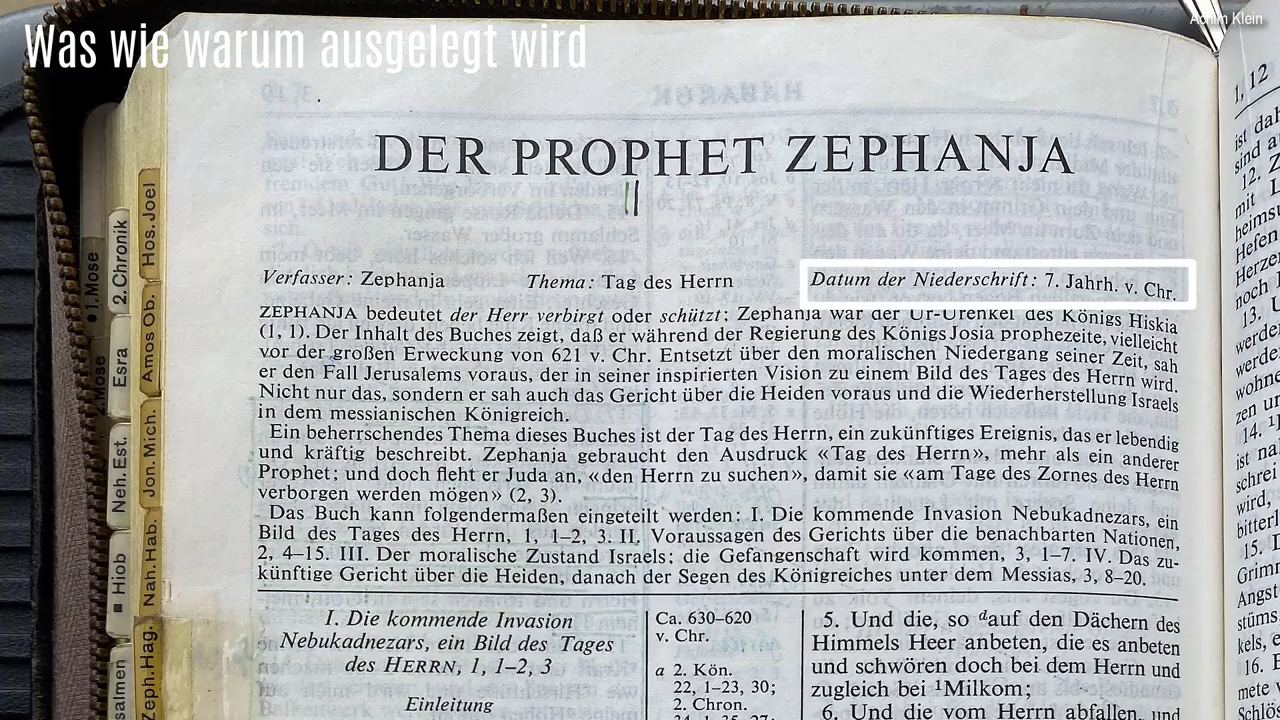 Was wie warum ausgelegt wird
Achim Klein
DER PROPHET ZEPHANJA
Verfasser: Zephanja Thema: Tag des Herrn Datum der Niederschrift: 7. Jahrh. v. Chr.
ZEPHANJA bedeutet der Herr verbirgt oder schützt; Zephanja war der Ur-Urenkel des Königs Hiskia
(1, 1). Der Inhalt des Buches zeigt, daß er während der Regierung des Königs Josia prophezeite, vielleicht
vor der großen Erweckung von 621 v. Chr. Entsetzt über den moralischen Niedergang seiner Zeit, sah
er den Fall Jerusalems voraus, der in seiner inspirierten Vision zu einem Bild des Tages des Herrn wird.
Nicht nur das, sondern er sah auch das Gericht über die Heiden voraus und die Wiederherstellung Israels
in dem messianischen Königreich.
Ein beherrschendes Thema dieses Buches ist der Tag des Herrn, ein zukünftiges Ereignis, das er lebendig
und kräftig beschreibt. Zephanja gebraucht den Ausdruck «Tag des Herrn», mehr als ein anderer
Prophet; und doch fleht er Juda an, «den Herrn zu suchen», damit sie «am Tage des Zornes des Herrn
verborgen werden mögen» (2, 3).
Das Buch kann folgendermaßen eingeteilt werden: I. Die kommende Invasion Nebukadnezars, ein
Bild des Tages des Herrn, 1, 1–2, 3. II. Voraussagen des Gerichts über die benachbarten Nationen,
2, 4–15. III. Der moralische Zustand Israels; die Gefangenschaft wird kommen, 3, 1–7. IV. Das zu-
künftige Gericht über die Heiden, danach der Segen des Königreiches unter dem Messias, 3, 8–20.
I. Die kommende Invasion
Nebukadnezars, ein Bild des Tages
des HERRN, 1, 1–2, 3
Einleitung
Ca. 630–620
v. Chr.
a 2. Kön.
22, 1–23, 30;
2. Chron.
5. Und die, so d auf den Dächern des
Himmels Heer anbeten, die es anbeten
und schwören doch bei dem Herrn und
zugleich bei 1Milkom;
6. Und die vom Herrn abfallen, und
1. Mose
2. Chronik
Hos. Joel
2. Mose
Esra
Amos Ob.
Neh. Est.
Jon. Mich.
Hiob
Nah. Hab.
Zeph. Hag.
1, 12
ist
sind
12.
mit
13.
14.
ist
wird,
15.
16.